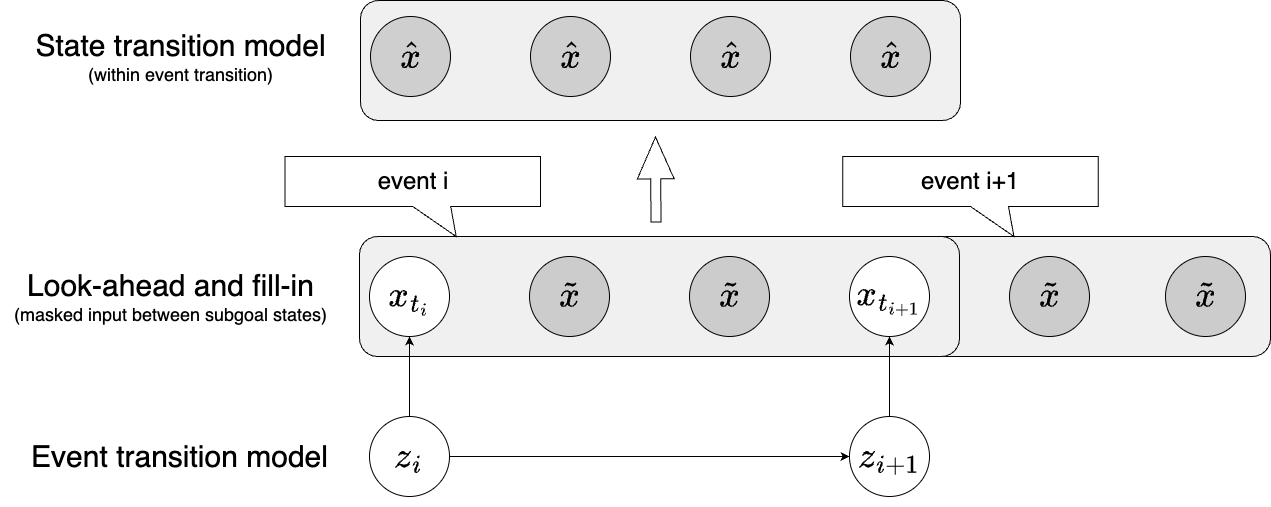 State transition model
(within event transition)
x̂ x̂ x̂ x̂
event i
event i+1
Look-ahead and fill-in
(masked input between subgoal states)
x_{t_i} x̃ x̃ x_{t_{i+1}} x̃ x̃
Event transition model
z_i z_{i+1}